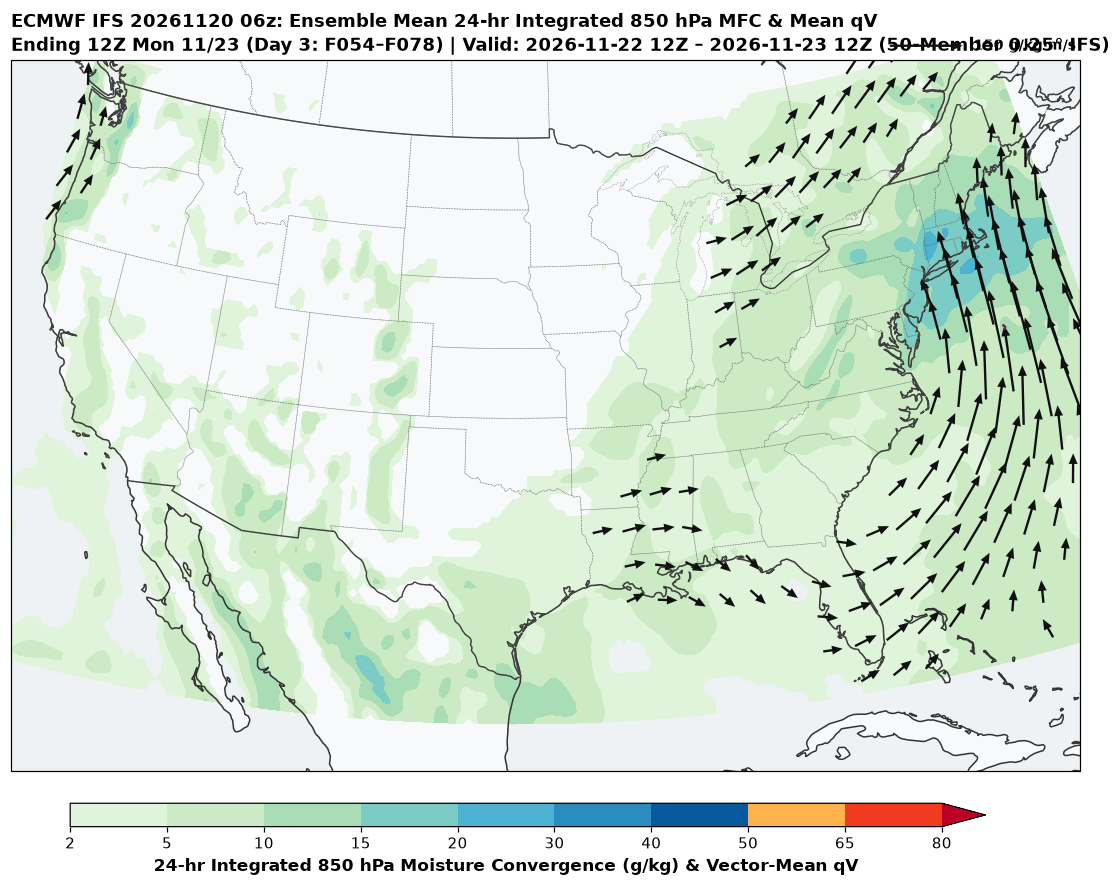 ECMWF IFS 20261120 06z: Ensemble Mean 24-hr Integrated 850 hPa MFC & Mean qV
Ending 12Z Mon 11/23 (Day 3: F054–F078) | Valid: 2026-11-22 12Z – 2026-11-23 12Z (50-Member 0.25° IFS)
2 5 10 15 20 30 40 50 65 80
24-hr Integrated 850 hPa Moisture Convergence (g/kg) & Vector-Mean qV